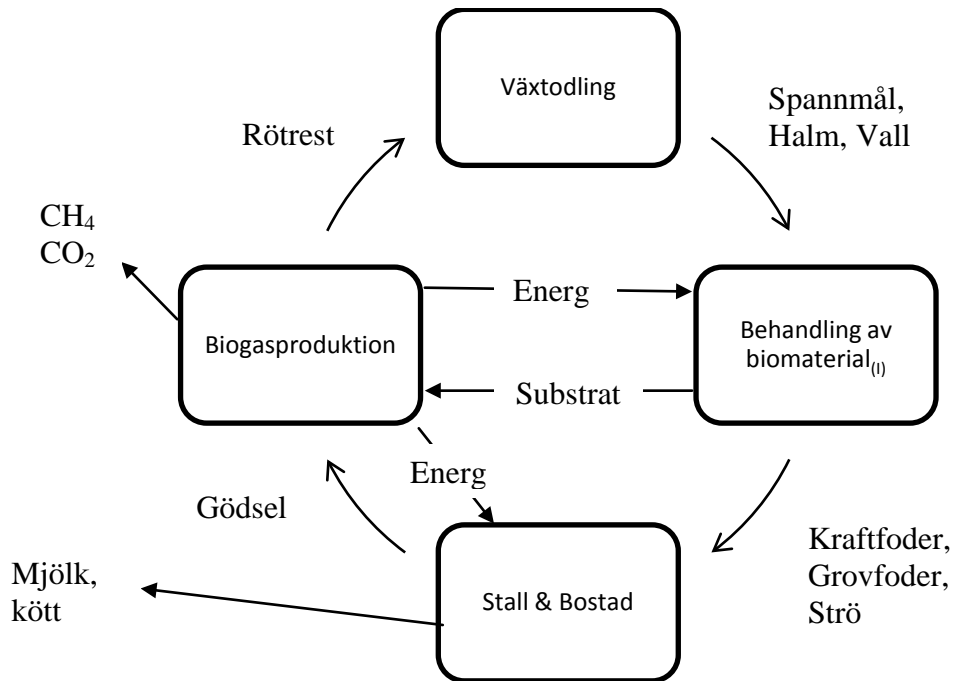 Växtodling
Spannmål,
Halm, Vall
Rötrest
CH₄
CO₂
Energ
Biogasproduktion
Behandling av
biomaterial₍I₎
Substrat
Energ
Gödsel
Kraftfoder,
Grovfoder,
Strö
Mjölk,
kött
Stall & Bostad